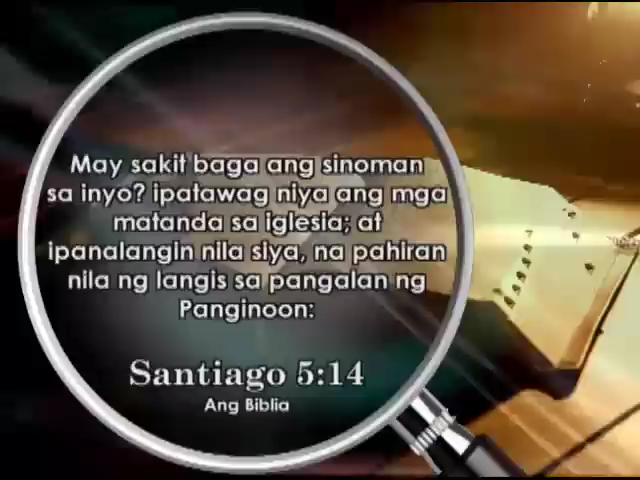 May sakit baga ang sinoman
sa inyo? ipatawag niya ang mga
matanda sa iglesia; at
ipanalangin nila siya, na pahiran
nila ng langis sa pangalan ng
Panginoon:
Santiago 5:14
Ang Biblia